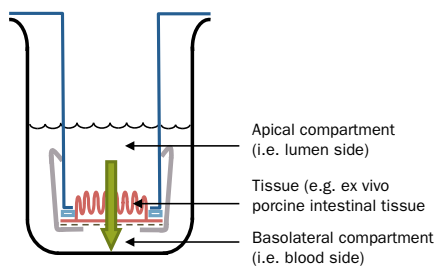 Apical compartment
(i.e. lumen side)
Tissue (e.g. ex vivo
porcine intestinal tissue
Basolateral compartment
(i.e. blood side)